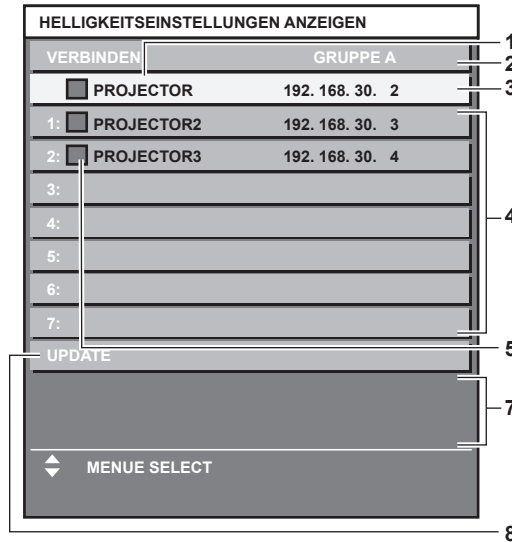 HELLIGKEITSEINSTELLUNGEN ANZEIGEN
VERBINDEN GRUPPE A
PROJECTOR 192. 168. 30. 2
1: PROJECTOR2 192. 168. 30. 3
2: PROJECTOR3 192. 168. 30. 4
3:
4:
5:
6:
7:
UPDATE
MENUE SELECT
1
2
3
4
5
7
8